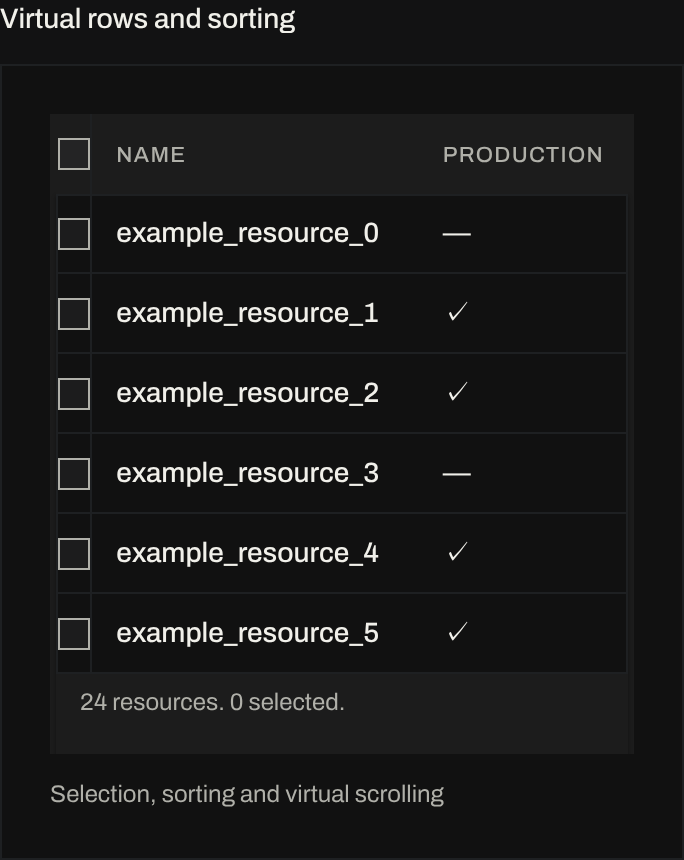 Virtual rows and sorting
NAME PRODUCTION
example_resource_0 —
example_resource_1 ✓
example_resource_2 ✓
example_resource_3 —
example_resource_4 ✓
example_resource_5 ✓
24 resources. 0 selected.
Selection, sorting and virtual scrolling